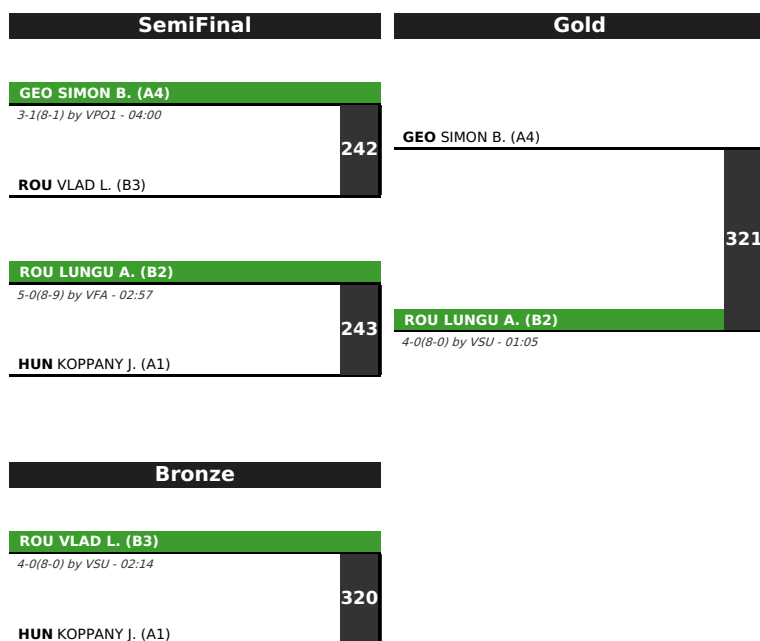 SemiFinal
GEO SIMON B. (A4)
3-1(8-1) by VPO1 - 04:00
242
ROU VLAD L. (B3)
ROU LUNGU A. (B2)
5-0(8-9) by VFA - 02:57
243
HUN KOPPANY J. (A1)
Gold
GEO SIMON B. (A4)
321
ROU LUNGU A. (B2)
4-0(8-0) by VSU - 01:05
Bronze
ROU VLAD L. (B3)
4-0(8-0) by VSU - 02:14
320
HUN KOPPANY J. (A1)